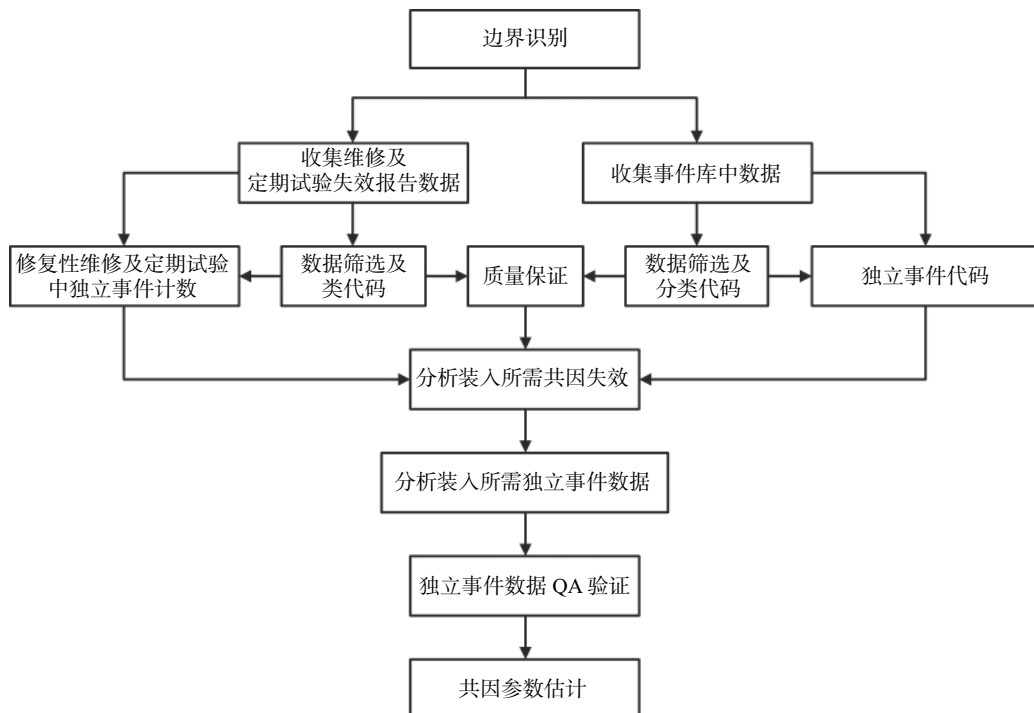 边界识别
收集维修及
定期试验失效报告数据
收集事件库中数据
修复性维修及定期试验
中独立事件计数
数据筛选及
类代码
质量保证
数据筛选及
分类代码
独立事件代码
分析装入所需共因失效
分析装入所需独立事件数据
独立事件数据 QA 验证
共因参数估计